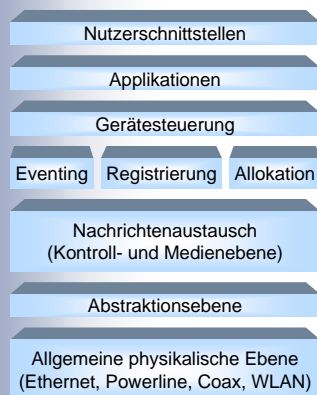 Nutzerschnittstellen
Applikationen
Gerätesteuerung
Eventing Registrierung Allokation
Nachrichtenaustausch
(Kontroll- und Medienebene)
Abstraktionsebene
Allgemeine physikalische Ebene
(Ethernet, Powerline, Coax, WLAN)